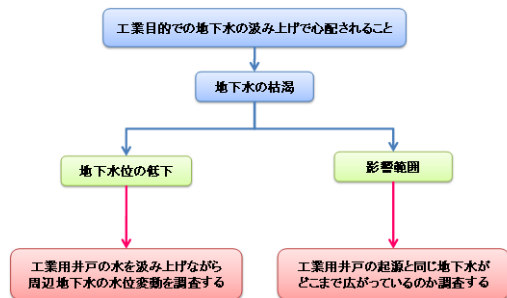 工業目的での地下水の汲み上げで心配されること
地下水の枯渇
地下水位の低下
影響範囲
工業用井戸の水を汲み上げながら
周辺地下水の水位変動を調査する
工業用井戸の起源と同じ地下水が
どこまで広がっているのか調査する